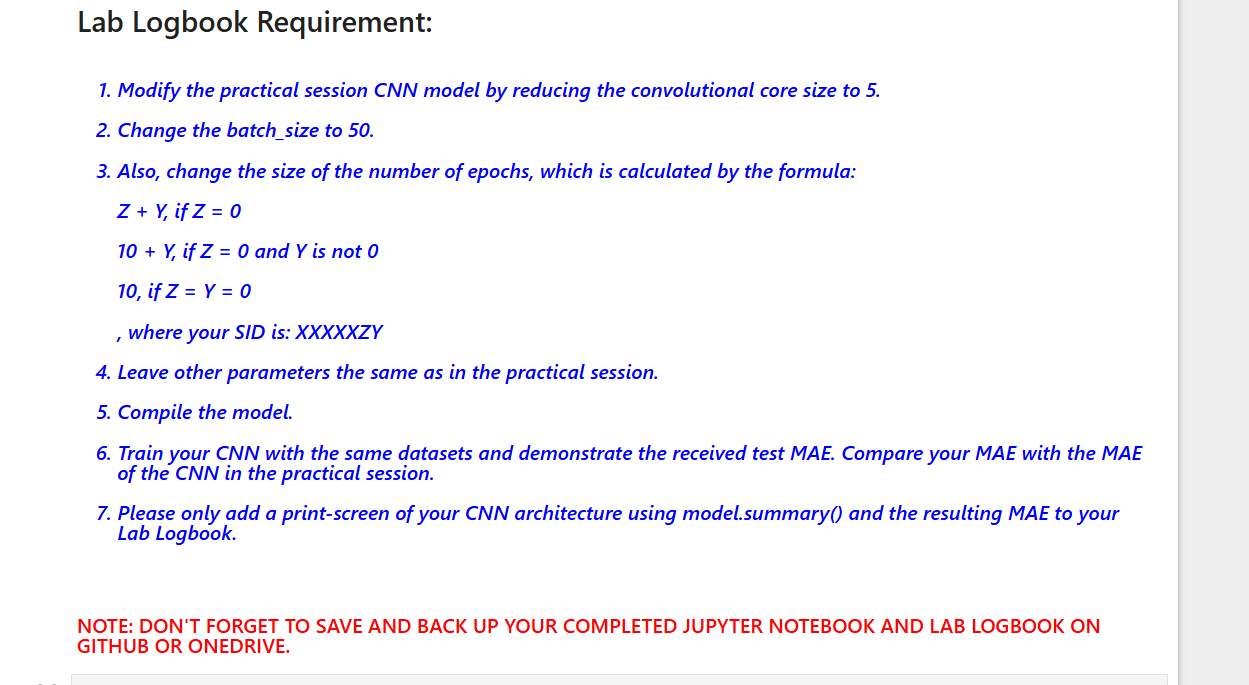 Lab Logbook Requirement:
1. Modify the practical session CNN model by reducing the convolutional core size to 5.
2. Change the batch_size to 50.
3. Also, change the size of the number of epochs, which is calculated by the formula:
Z + Y, if Z = 0
10 + Y, if Z = 0 and Y is not 0
10, if Z = Y = 0
, where your SID is: XXXXXZY
4. Leave other parameters the same as in the practical session.
5. Compile the model.
6. Train your CNN with the same datasets and demonstrate the received test MAE. Compare your MAE with the MAE
of the CNN in the practical session.
7. Please only add a print-screen of your CNN architecture using model.summary() and the resulting MAE to your
Lab Logbook.
NOTE: DON'T FORGET TO SAVE AND BACK UP YOUR COMPLETED JUPYTER NOTEBOOK AND LAB LOGBOOK ON
GITHUB OR ONEDRIVE.